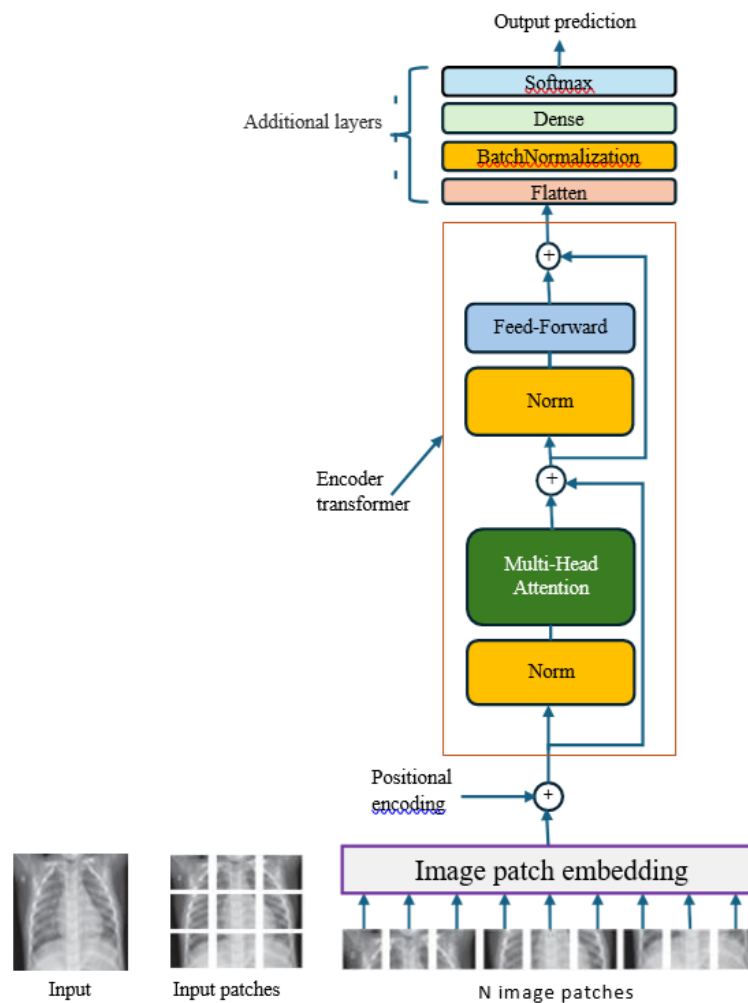 Output prediction
Softmax
Additional layers
Dense
BatchNormalization
Flatten
+
Feed-Forward
Norm
+
Encoder
transformer
Multi-Head
Attention
Norm
Positional
encoding
+
Image patch embedding
Input
Input patches
N image patches